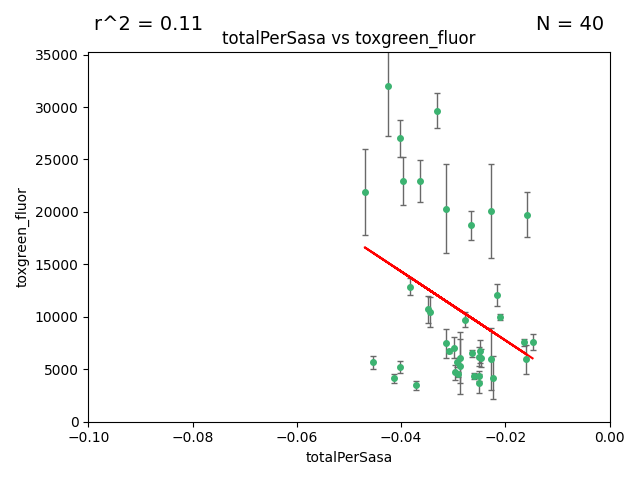 r^2 = 0.11
N = 40
totalPerSasa vs toxgreen_fluor
35000
30000
25000
20000
15000
10000
5000
0
toxgreen_fluor
−0.10
−0.08
−0.06
−0.04
−0.02
0.00
totalPerSasa